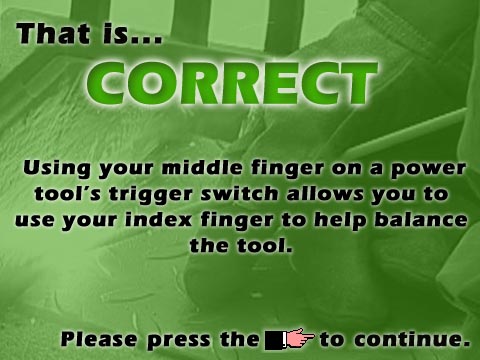 That is...
CORRECT
Using your middle finger on a power
tool's trigger switch allows you to
use your index finger to help balance
the tool.
Please press the to continue.